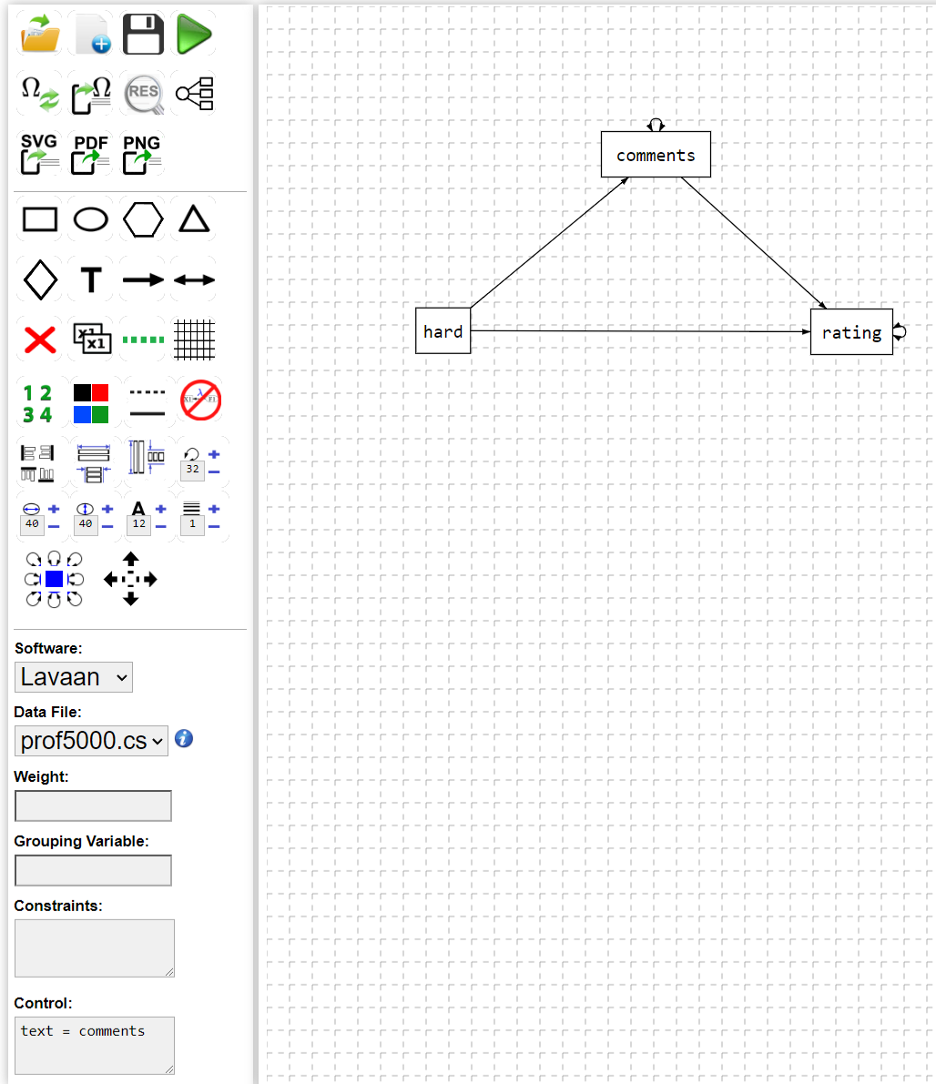 Ω Ω RES
SVG PDF PNG
T
x1 x1
1 2
3 4
32
A
40 40 12 1
Software:
Lavaan
Data File:
prof5000.cs
Weight:
Grouping Variable:
Constraints:
Control:
text = comments
comments
hard
rating